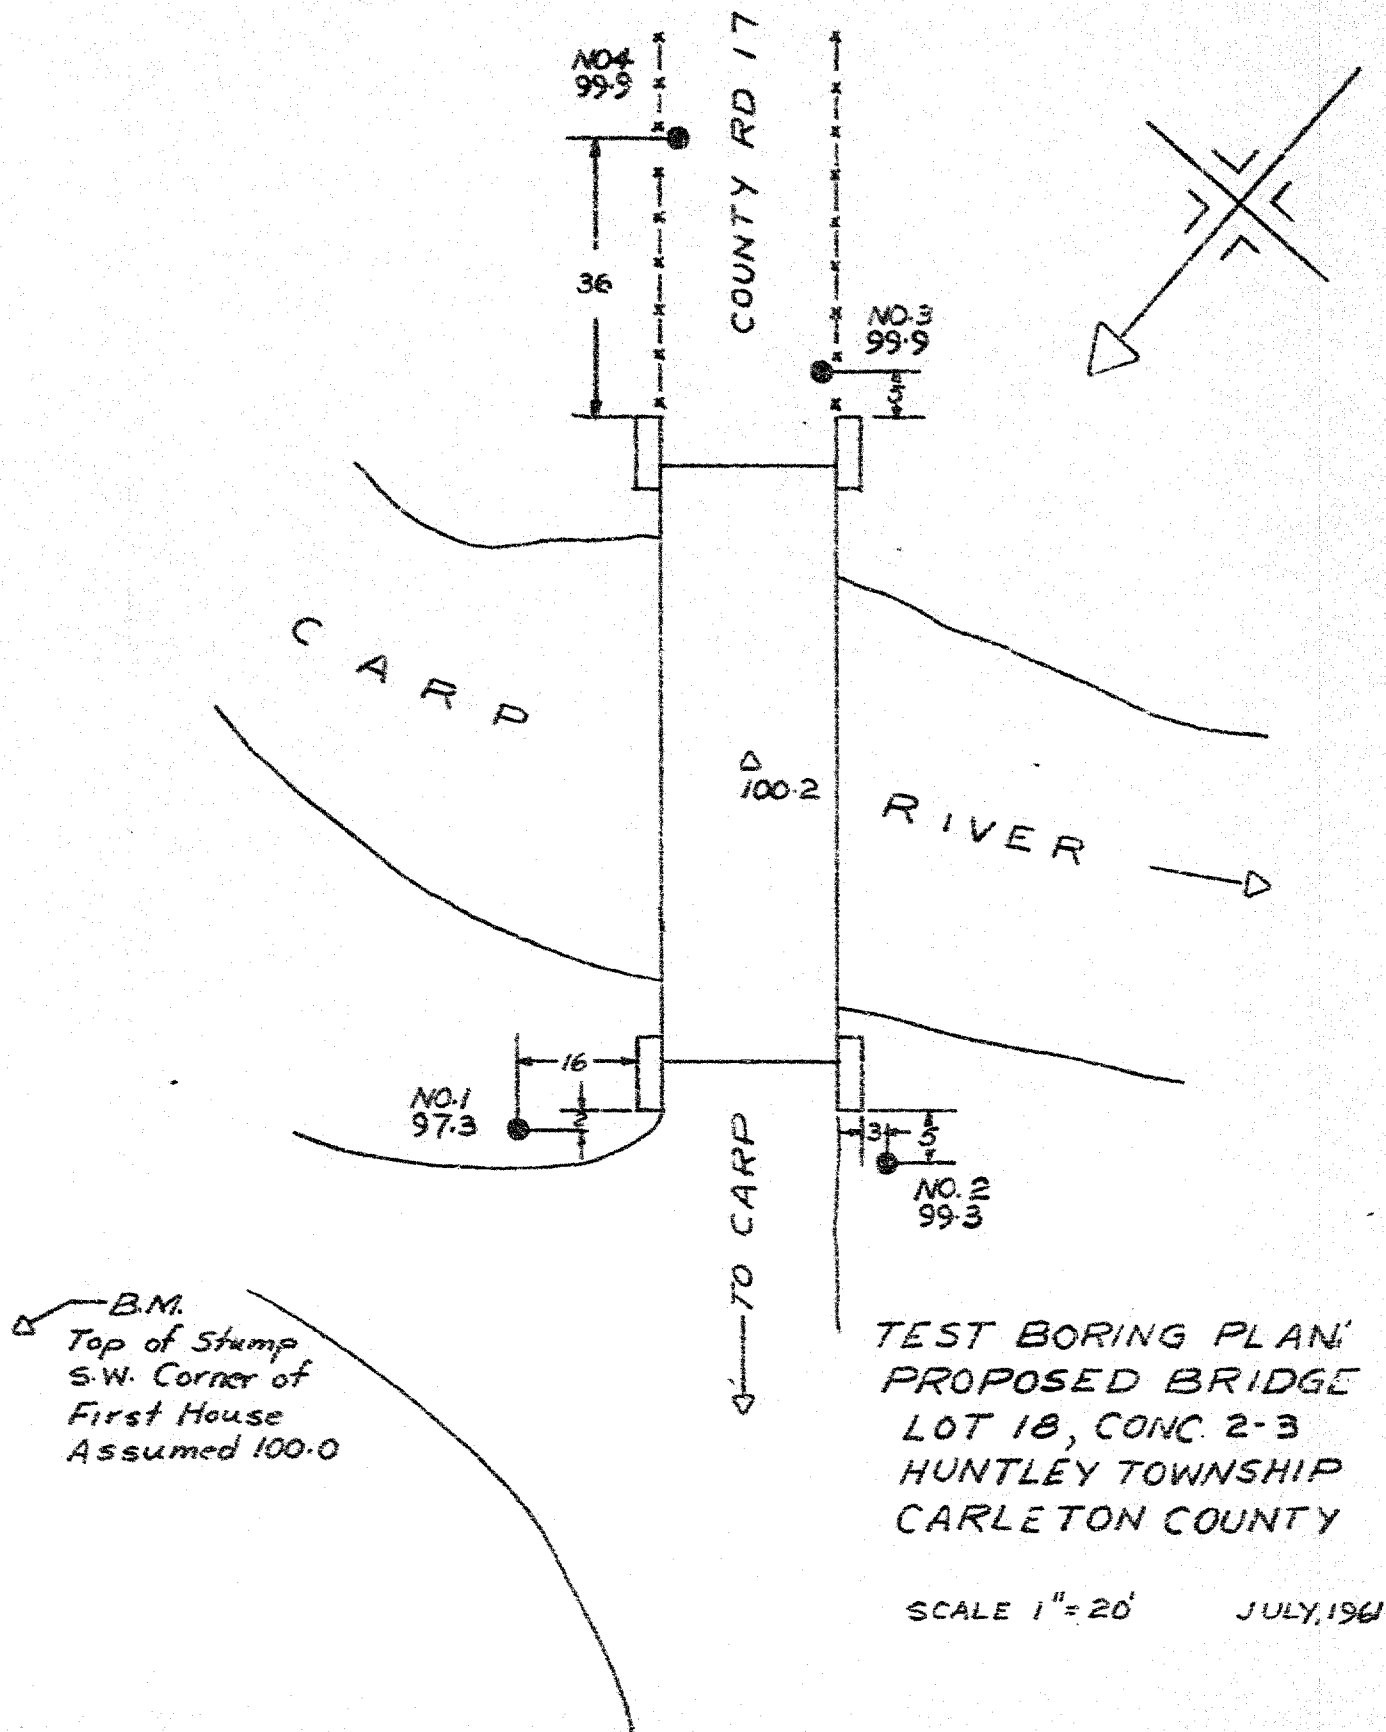 NO4
99.9
COUNTY RD 17
36
NO.3
99.9
CARP
100.2
RIVER
16
NO.1
97.3
2
3
5
NO. 2
99.3
TO CARP
B.M.
Top of Stump
S.W. Corner of
First House
Assumed 100.0
TEST BORING PLAN
PROPOSED BRIDGE
LOT 18, CONC. 2-3
HUNTLEY TOWNSHIP
CARLETON COUNTY
SCALE 1"=20'
JULY, 1961